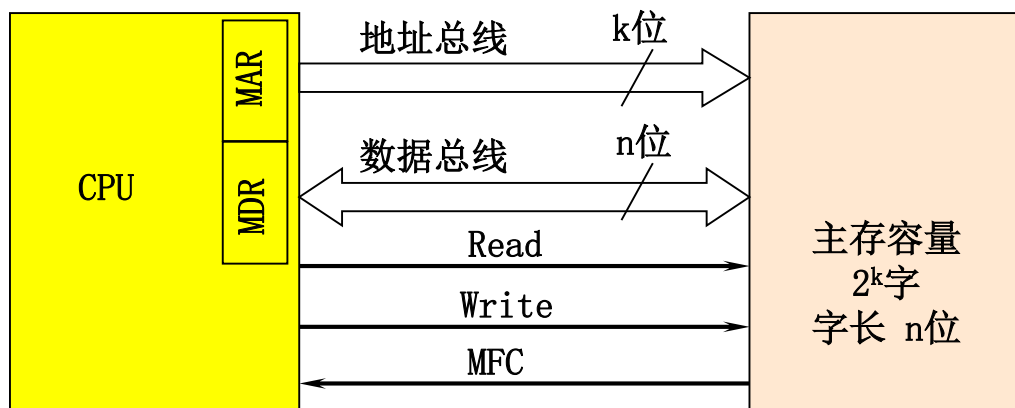 MAR
地址总线
k位
CPU
MDR
数据总线
n位
Read
Write
MFC
主存容量
2ᵏ字
字长 n位